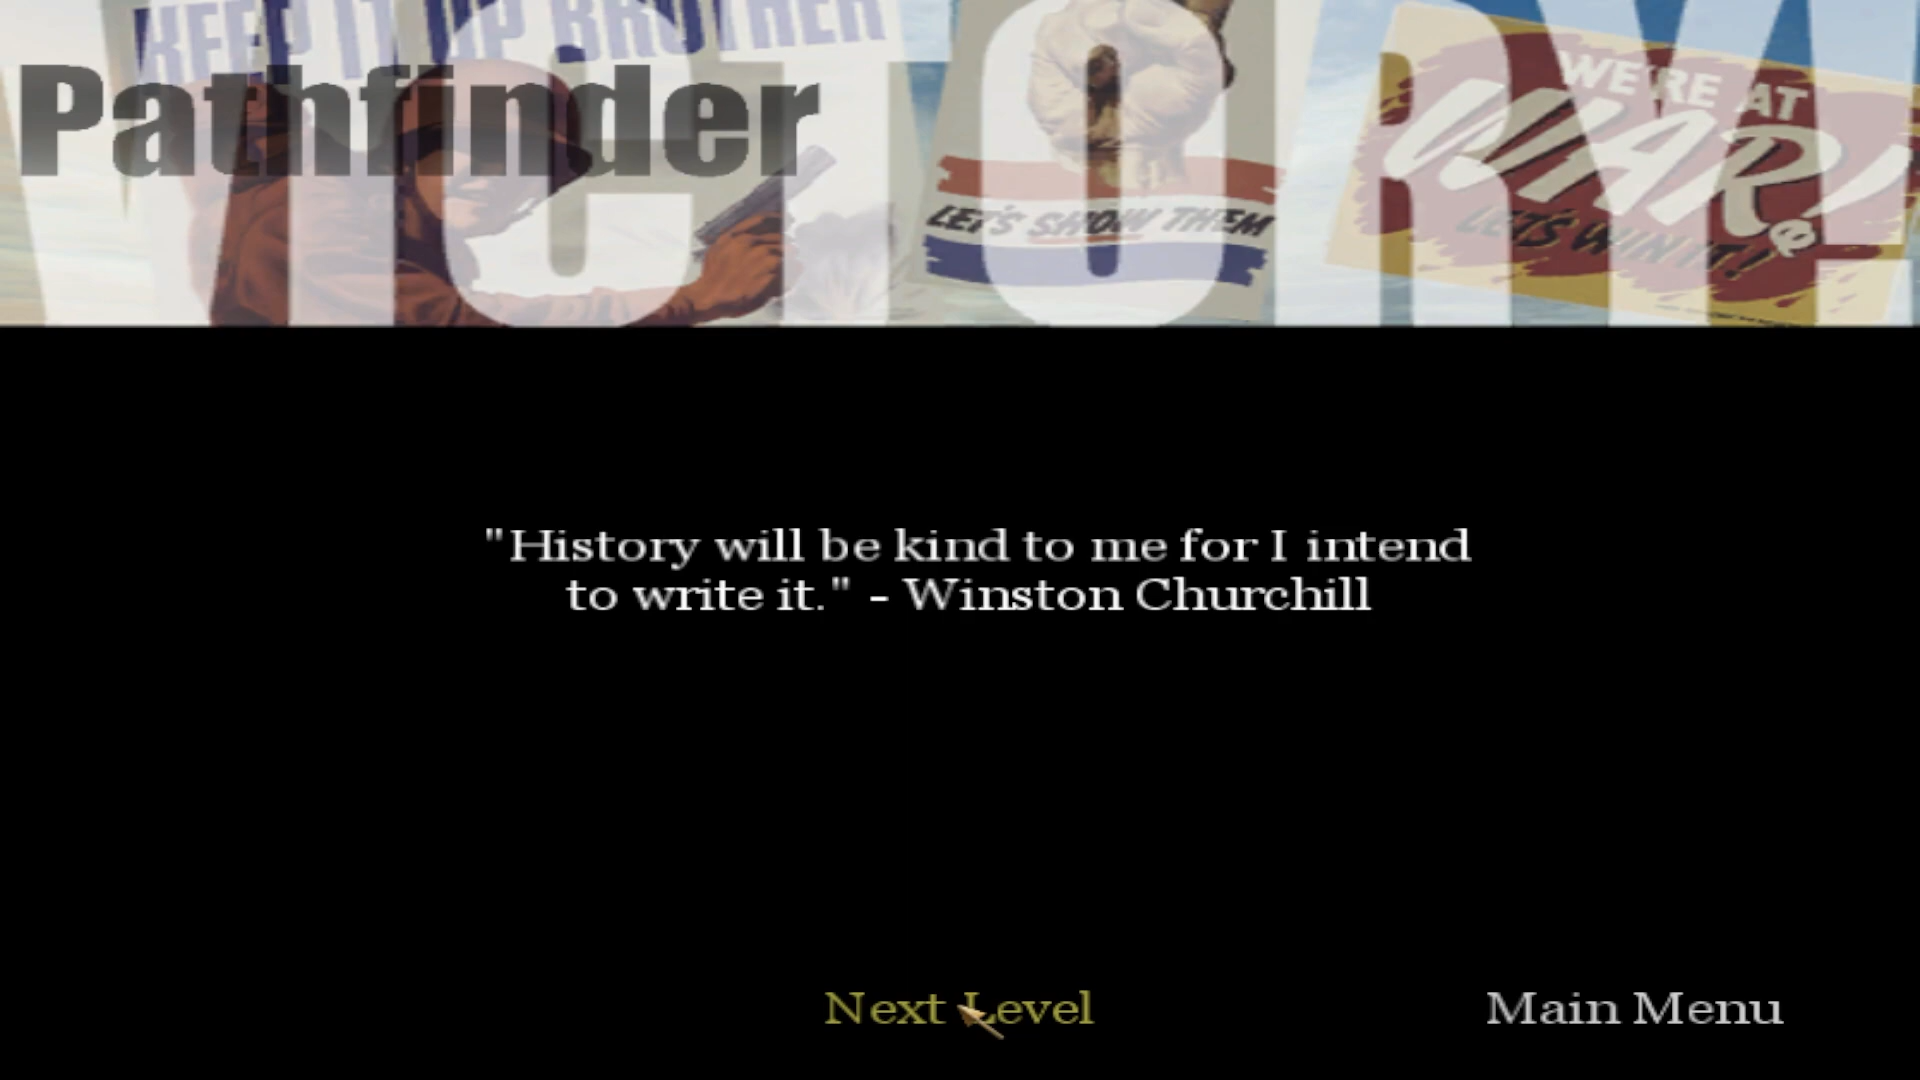 KEEP IT UP BROTHER
VICTORY
Pathfinder
WE'RE AT
WAR!
LET'S WIN IT!
LET'S SHOW THEM
"History will be kind to me for I intend
to write it." - Winston Churchill
Next Level
Main Menu